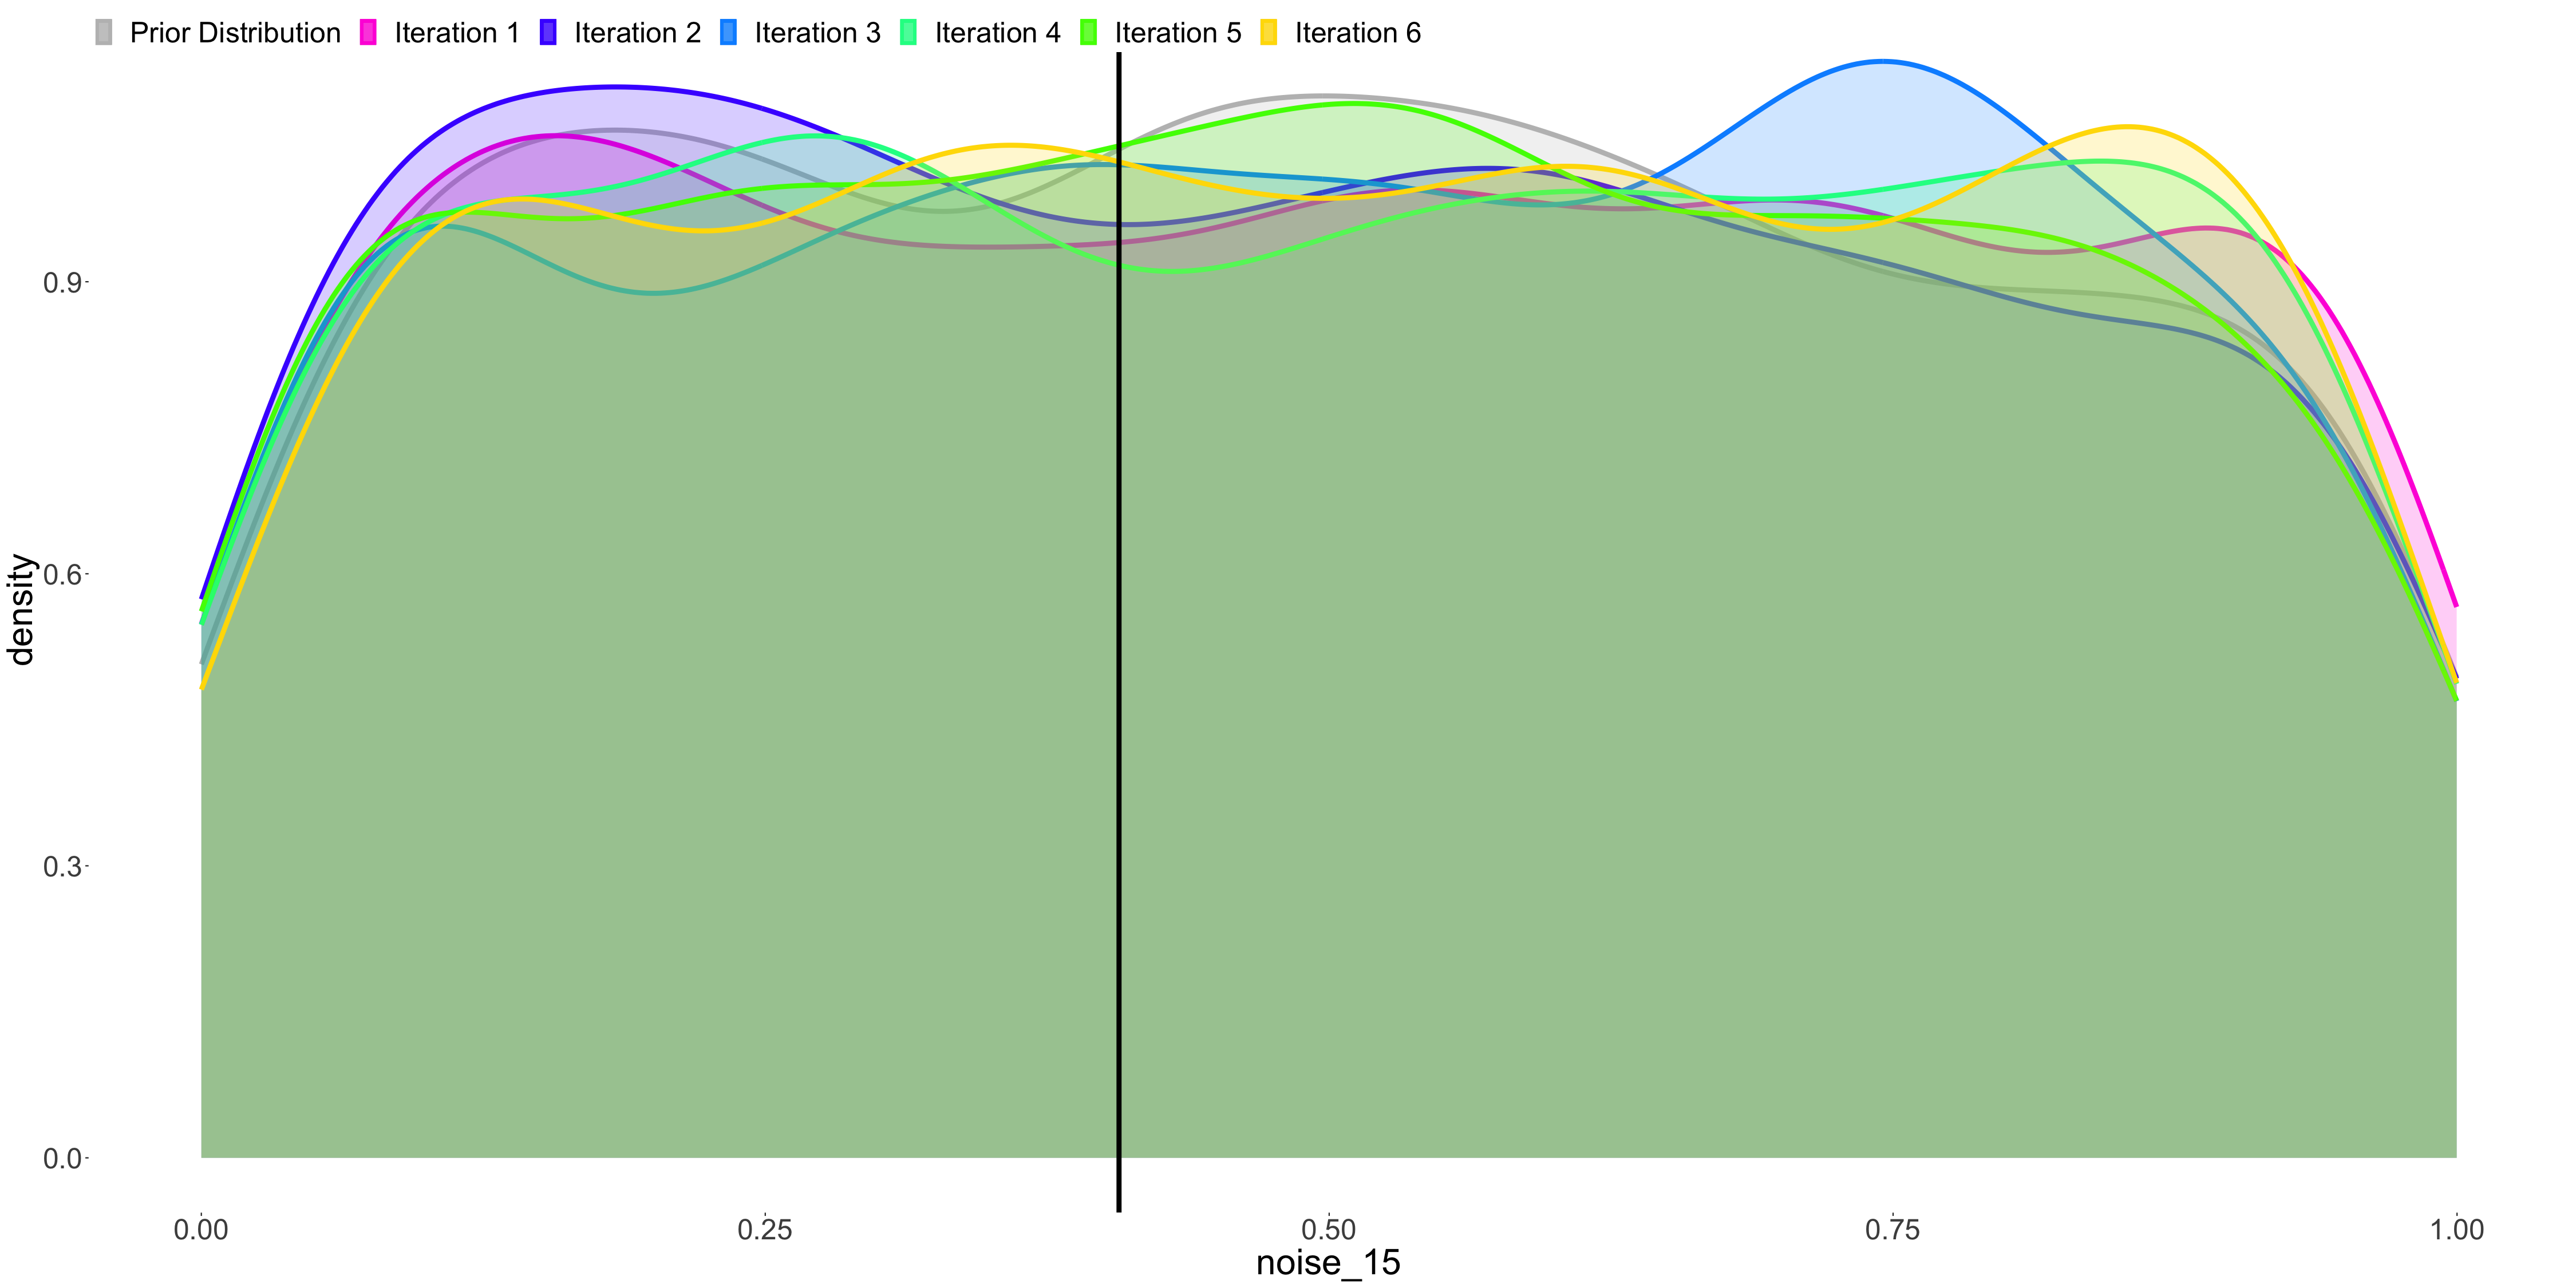 Prior Distribution Iteration 1 Iteration 2 Iteration 3 Iteration 4 Iteration 5 Iteration 6
density
0.9
0.6
0.3
0.0
0.00 0.25 0.50 0.75 1.00
noise_15